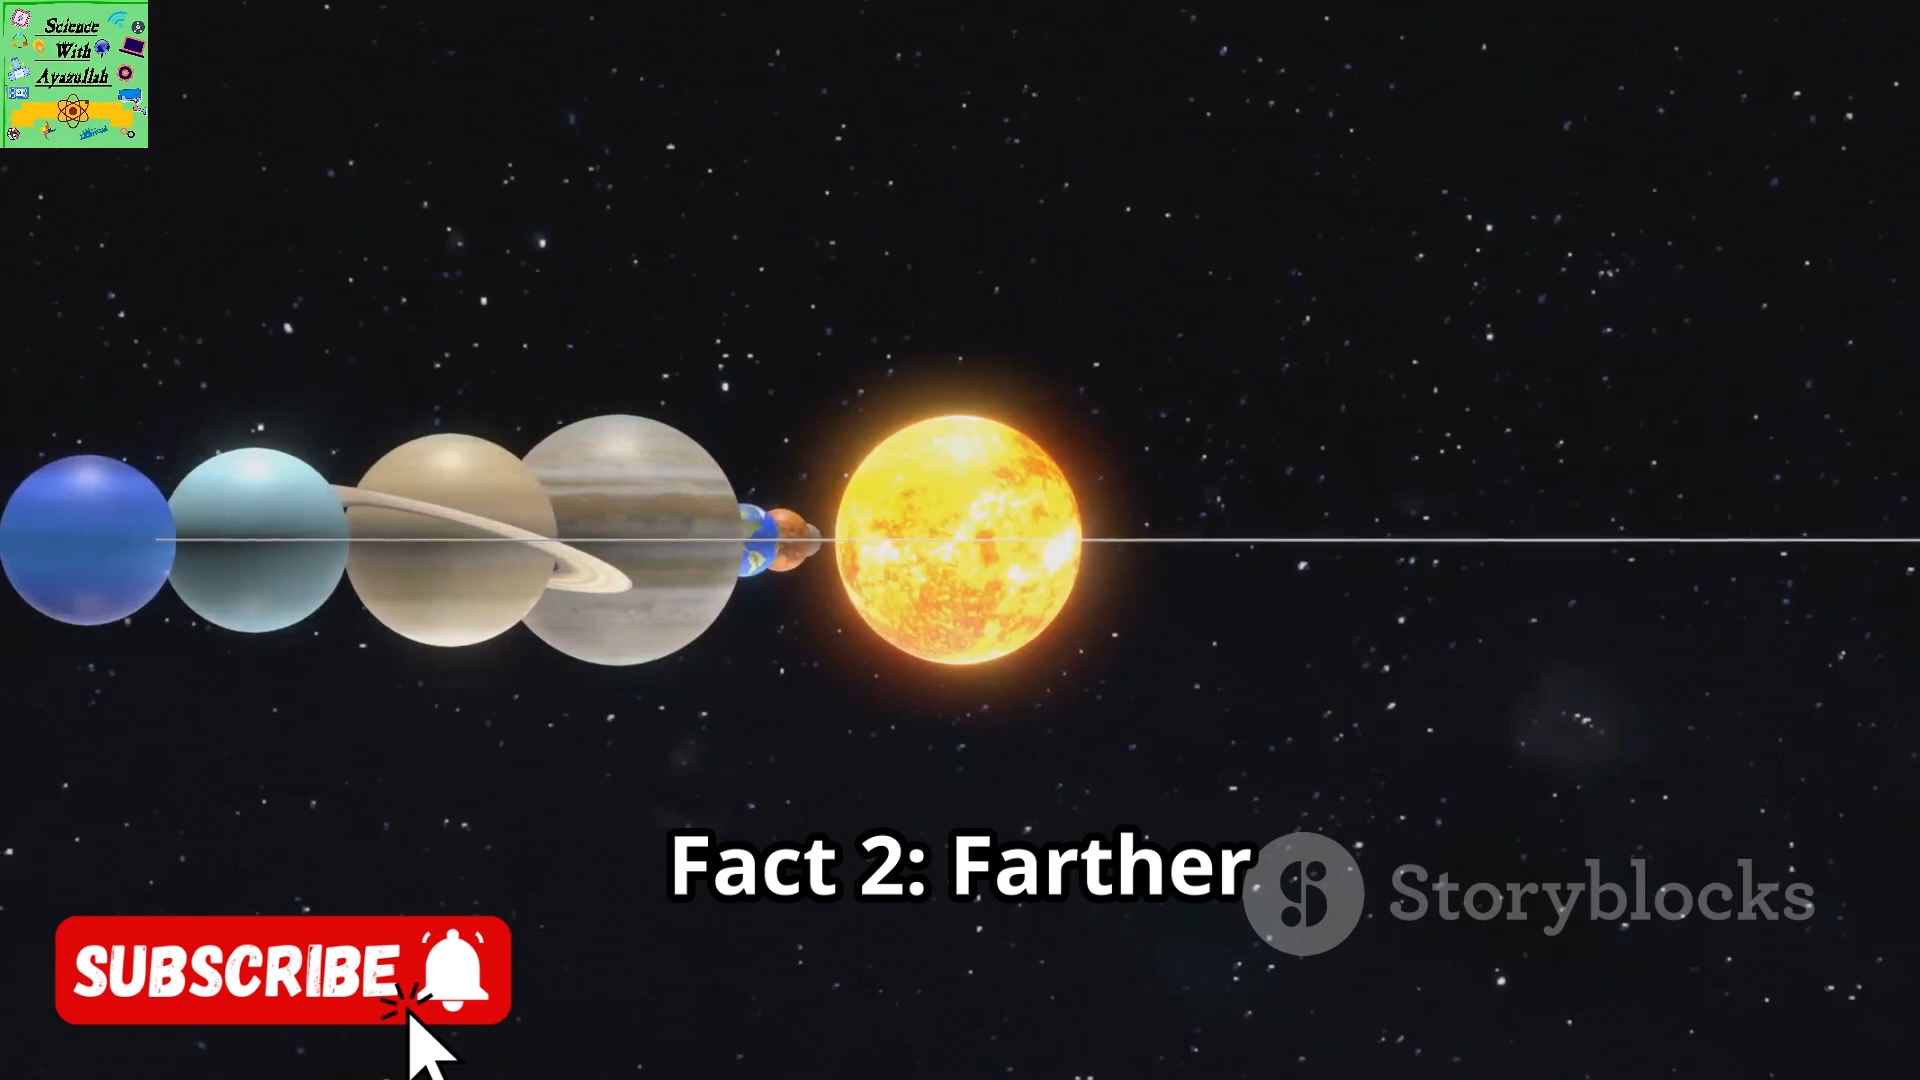 Science
With
Ayazullah
Fact 2: Farther
Storyblocks
SUBSCRIBE